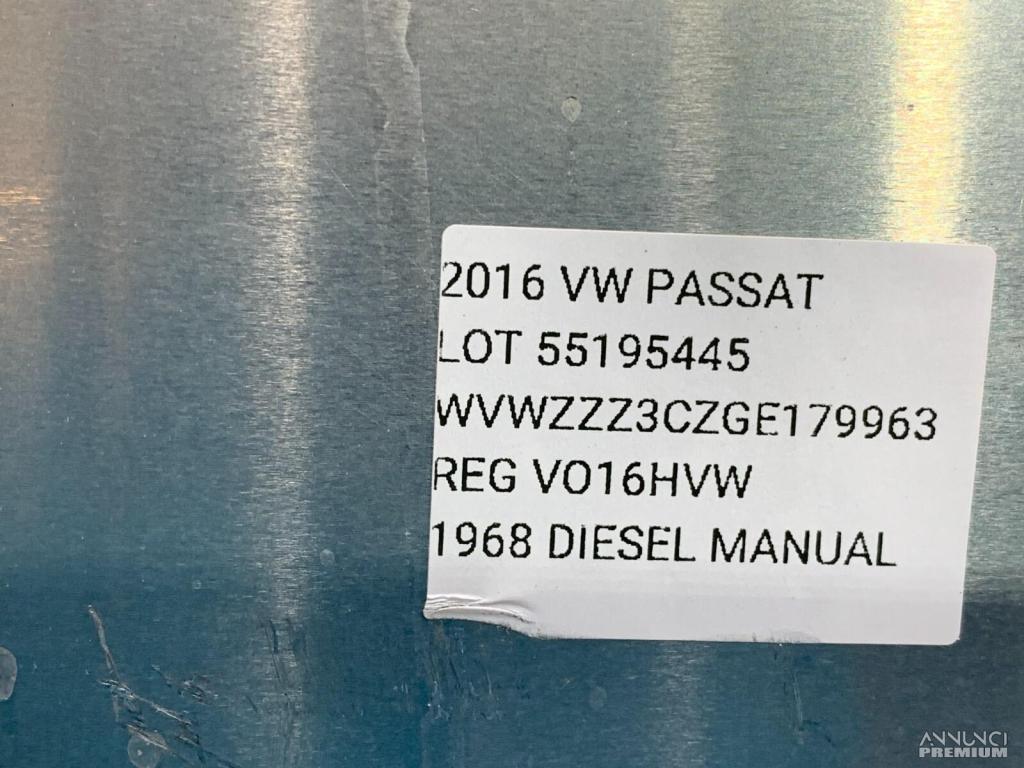 2016 VW PASSAT
LOT 55195445
WVWZZZ3CZGE179963
REG VO16HVW
1968 DIESEL MANUAL
ANNUNCI
PREMIUM